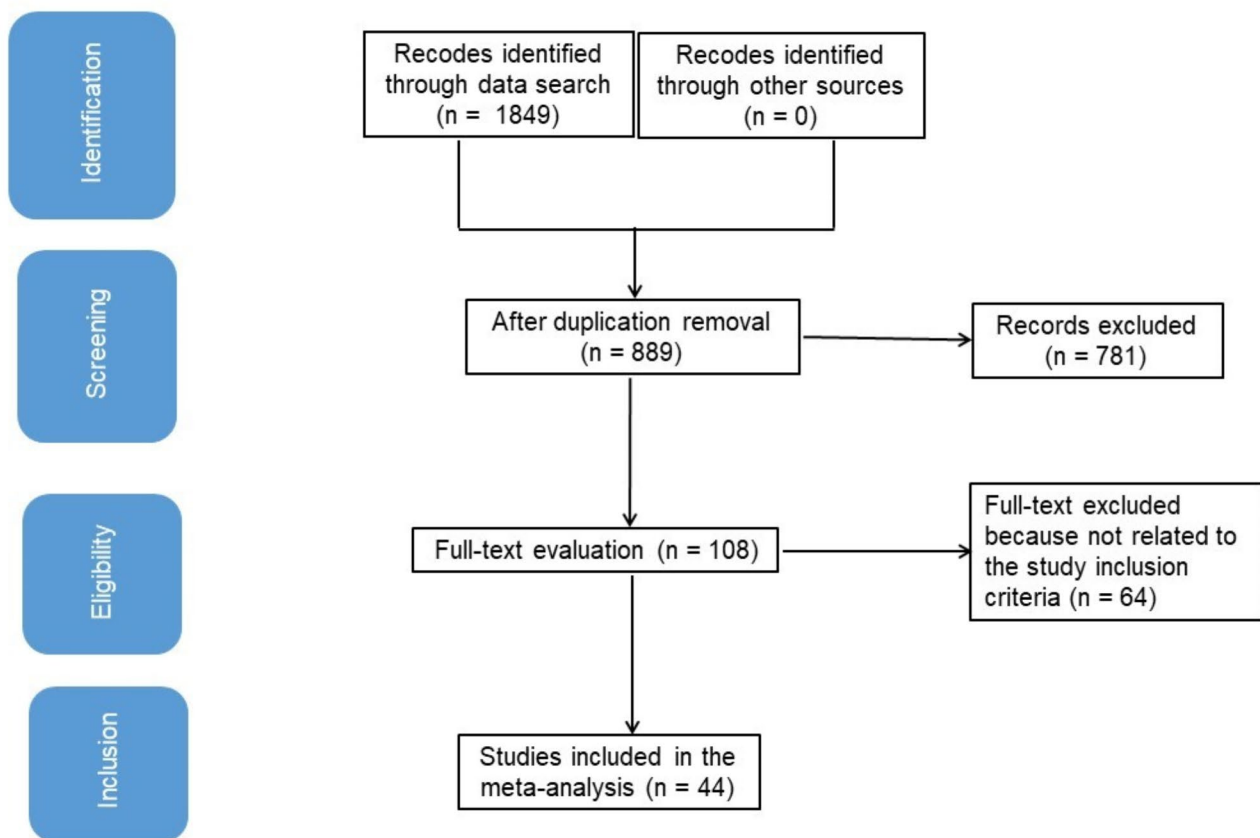 Identification
Recodes identified
through data search
(n =  1849)
Recodes identified
through other sources
(n = 0)
Screening
After duplication removal
(n = 889)
Records excluded
(n = 781)
Eligibility
Full-text evaluation (n = 108)
Full-text excluded
because not related to
the study inclusion
criteria (n = 64)
Inclusion
Studies included in the
meta-analysis (n = 44)